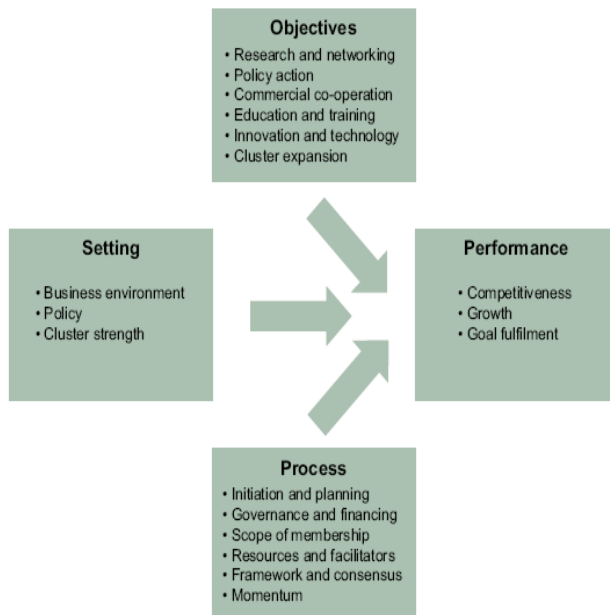 Objectives
• Research and networking
• Policy action
• Commercial co-operation
• Education and training
• Innovation and technology
• Cluster expansion
Setting
• Business environment
• Policy
• Cluster strength
Performance
• Competitiveness
• Growth
• Goal fulfilment
Process
• Initiation and planning
• Governance and financing
• Scope of membership
• Resources and facilitators
• Framework and consensus
• Momentum